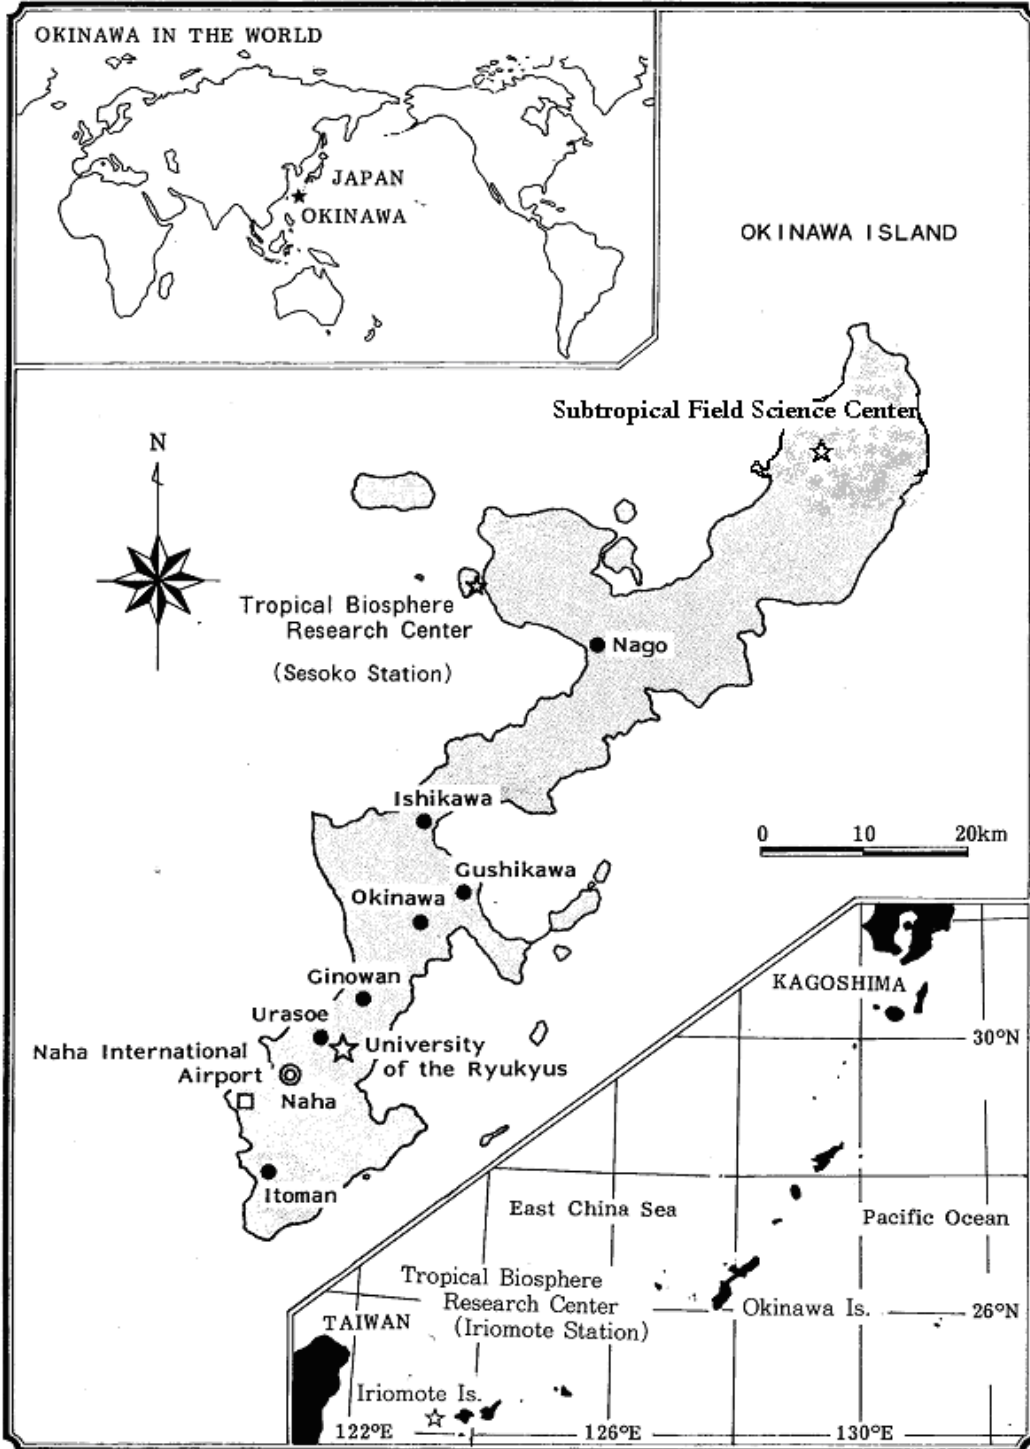 OKINAWA IN THE WORLD
JAPAN
OKINAWA
OKINAWA ISLAND
Subtropical Field Science Center
N
Tropical Biosphere
Research Center
(Sesoko Station)
Nago
Ishikawa
0 10 20km
Gushikawa
Okinawa
Ginowan
Urasoe
University
of the Ryukyus
Naha International
Airport
Naha
Itoman
KAGOSHIMA
30°N
East China Sea
Pacific Ocean
Tropical Biosphere
Research Center
(Iriomote Station)
Okinawa Is.
26°N
TAIWAN
Iriomote Is.
122°E 126°E 130°E